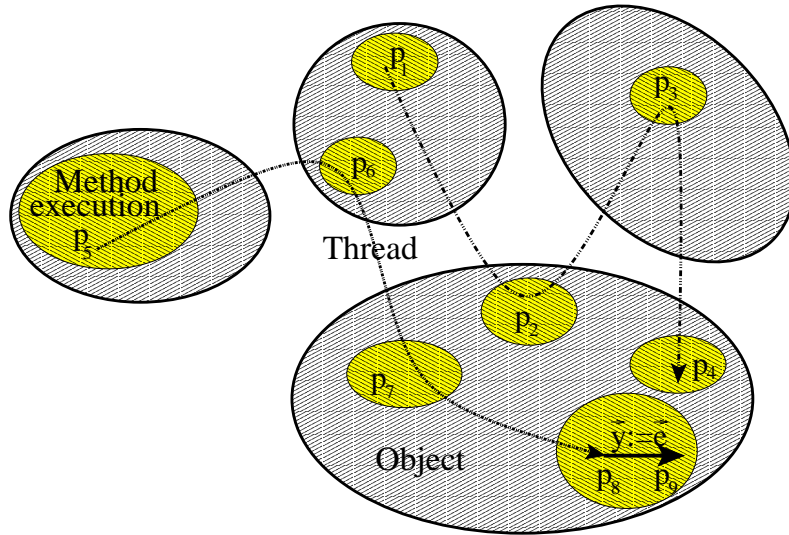 p₁
p₃
p₆
Method
execution
p₅
Thread
p₂
p₇
p₄
y⃗:=e⃗
Object
p₈
p₉